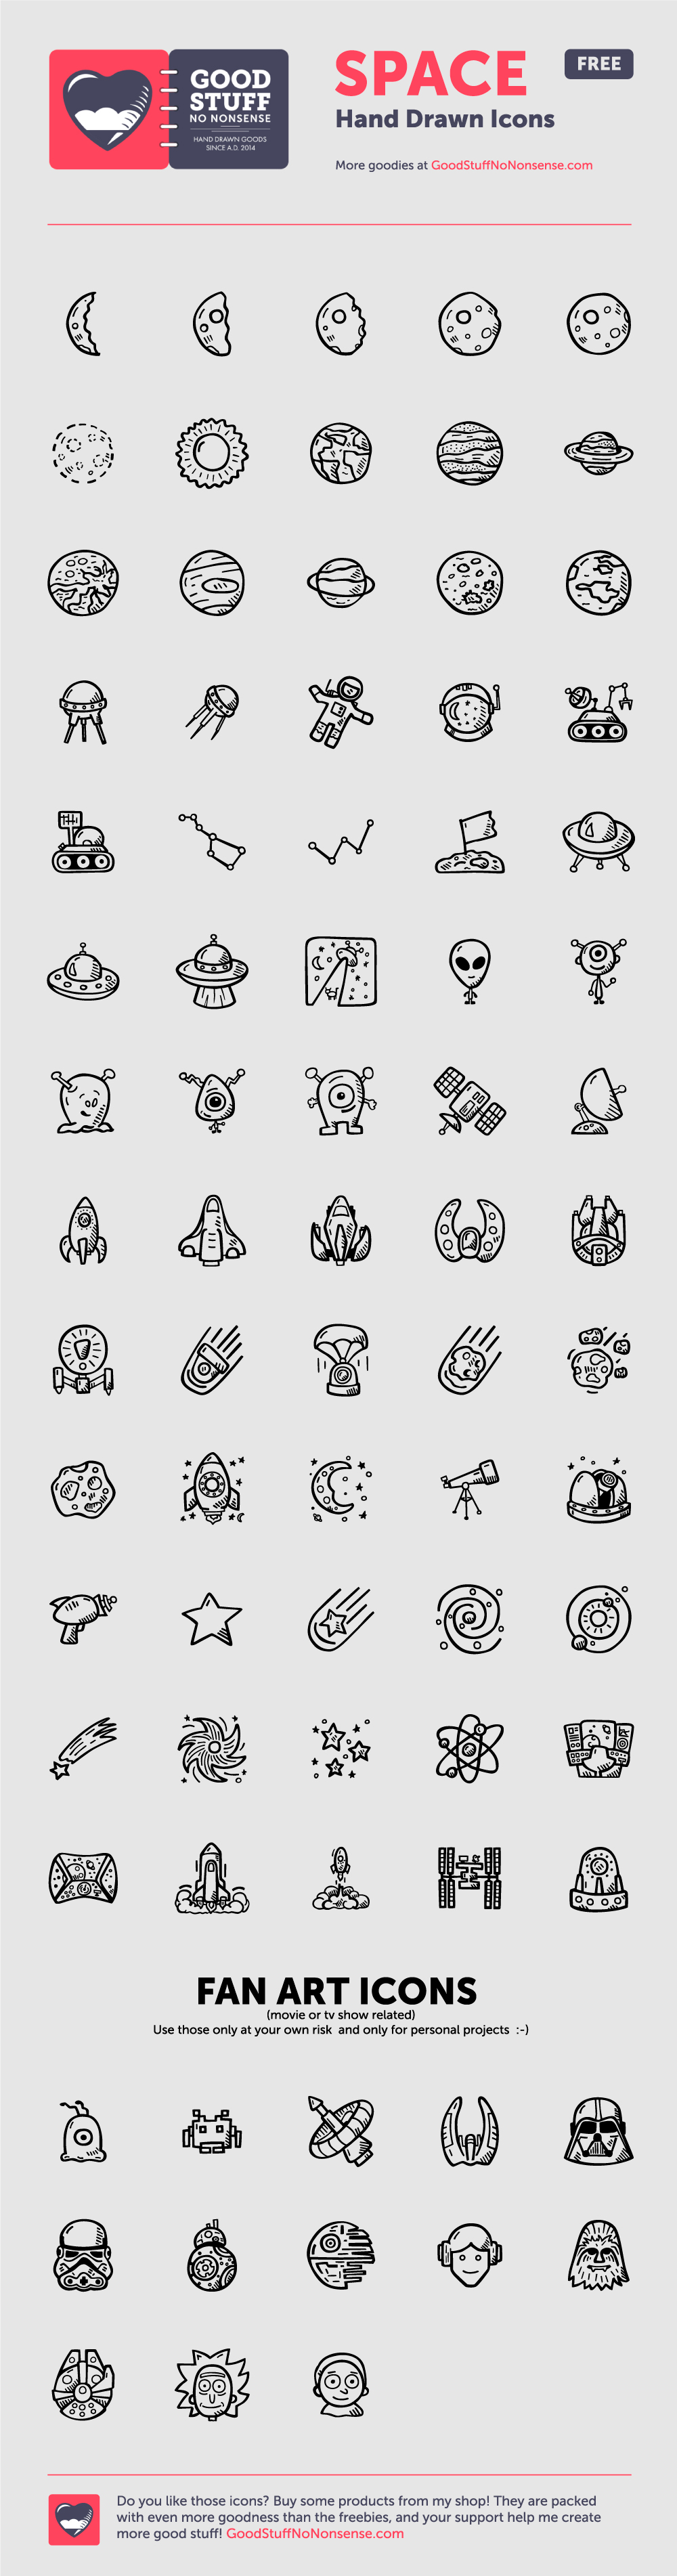 GOOD
STUFF
NO NONSENSE
HAND DRAWN GOODS
SINCE A.D. 2014
SPACE
FREE
Hand Drawn Icons
More goodies at GoodStuffNoNonsense.com
FAN ART ICONS
(movie or tv show related)
Use those only at your own risk and only for personal projects :-)
Do you like those icons? Buy some products from my shop! They are packed
with even more goodness than the freebies, and your support help me create
more good stuff! GoodStuffNoNonsense.com